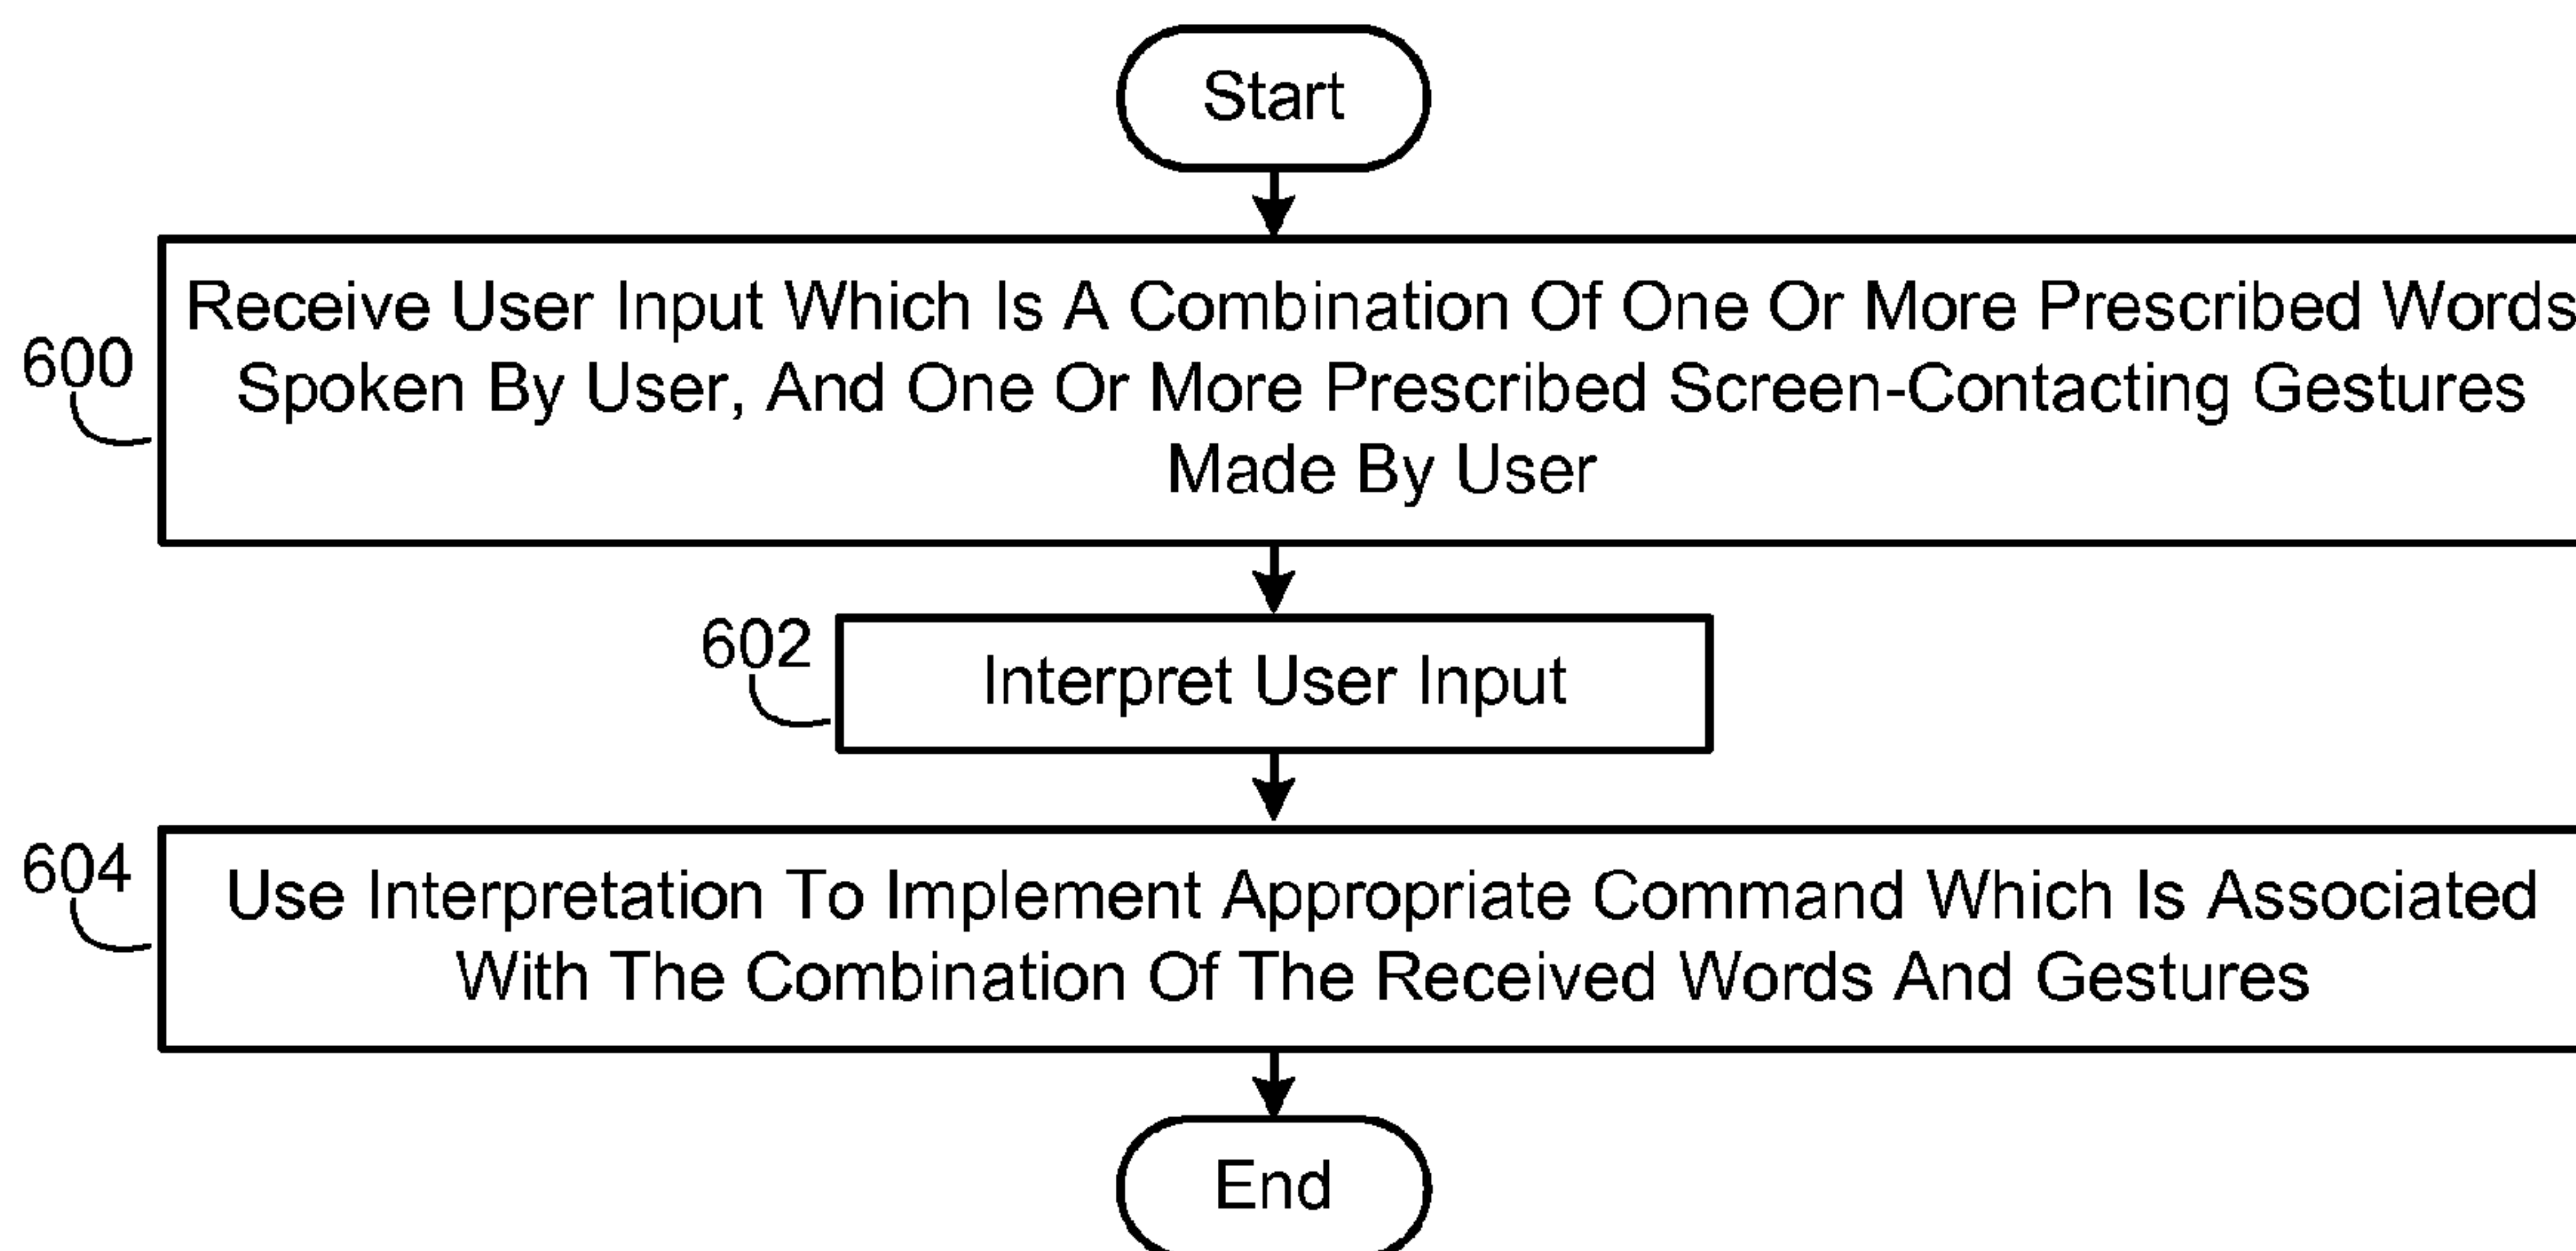 Start
Receive User Input Which Is A Combination Of One Or More Prescribed Words
600
Spoken By User, And One Or More Prescribed Screen-Contacting Gestures
Made By User
602
Interpret User Input
604
Use Interpretation To Implement Appropriate Command Which Is Associated
With The Combination Of The Received Words And Gestures
End